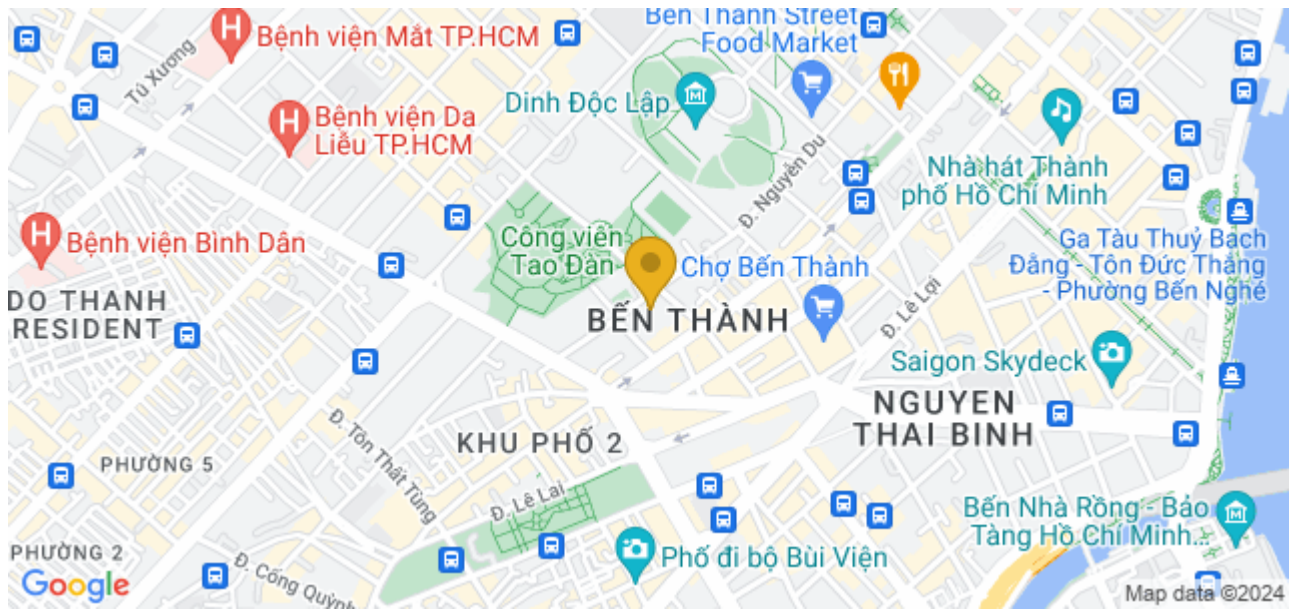 Bến Thành Street
Food Market
Bệnh viện Mắt TP.HCM
Tú Xương
Dinh Độc Lập
Bệnh viện Da
Liễu TP.HCM
Đ. Nguyễn Du
Nhà hát Thành
phố Hồ Chí Minh
Bệnh viện Bình Dân
Công viên
Tao Đàn
Chợ Bến Thành
Ga Tàu Thuỷ Bạch
Đằng - Tôn Đức Thắng
- Phường Bến Nghé
DO THANH
RESIDENT
BẾN THÀNH
Đ. Lê Lợi
Saigon Skydeck
NGUYEN
THAI BINH
KHU PHỐ 2
Đ. Tôn Thất Tùng
PHƯỜNG 5
Đ. Lê Lai
Bến Nhà Rồng - Bảo
Tàng Hồ Chí Minh...
PHƯỜNG 2
Phố đi bộ Bùi Viện
Đ. Cống Quỳnh
Google
Map data ©2024